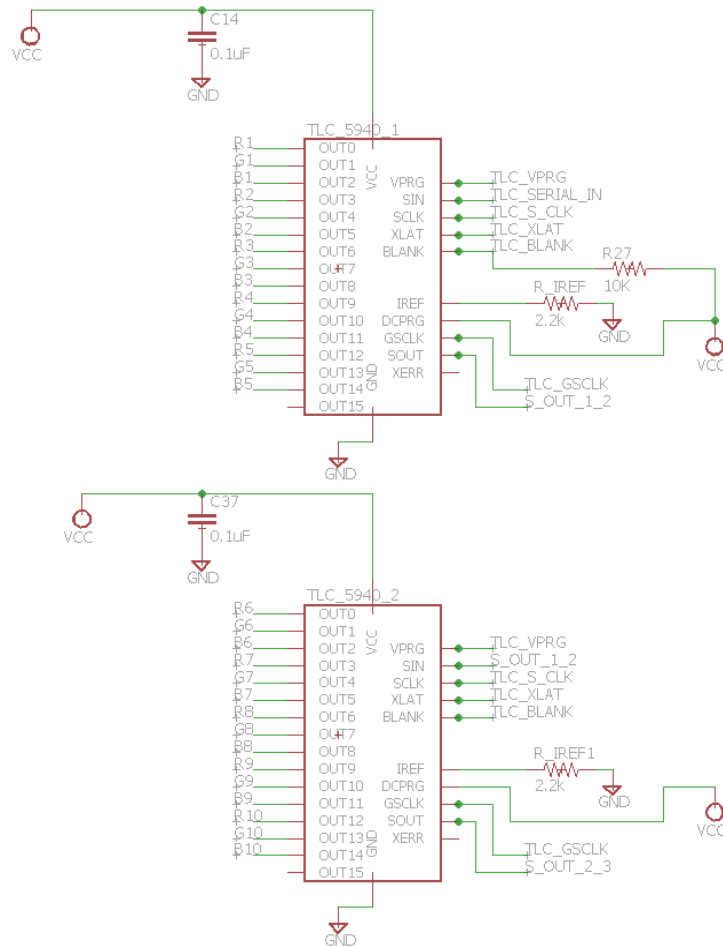 C14
VCC
0.1uF
GND
TLC_5940_1
R1 OUT0
G1 OUT1
B1 OUT2 VCC VPRG TLC_VPRG
R2 OUT3 SIN TLC_SERIAL_IN
G2 OUT4 SCLK TLC_S_CLK
B2 OUT5 XLAT TLC_XLAT
R3 OUT6 BLANK TLC_BLANK
G3 OUT7 R27
B3 OUT8 10K
R4 OUT9 IREF R_IREF
G4 OUT10 DCPRG 2.2k GND
B4 OUT11 GSCLK
R5 OUT12 SOUT VCC
G5 OUT13 GND XERR
B5 OUT14 TLC_GSCLK
OUT15 S_OUT_1_2
GND
C37
VCC
0.1uF
GND
TLC_5940_2
R6 OUT0
G6 OUT1
B6 OUT2 VCC VPRG TLC_VPRG
R7 OUT3 SIN S_OUT_1_2
G7 OUT4 SCLK TLC_S_CLK
B7 OUT5 XLAT TLC_XLAT
R8 OUT6 BLANK TLC_BLANK
G8 OUT7
B8 OUT8 R_IREF1
R9 OUT9 IREF
G9 OUT10 DCPRG 2.2k GND
B9 OUT11 GSCLK VCC
R10 OUT12 SOUT
G10 OUT13 GND XERR
B10 OUT14 TLC_GSCLK
OUT15 S_OUT_2_3
GND